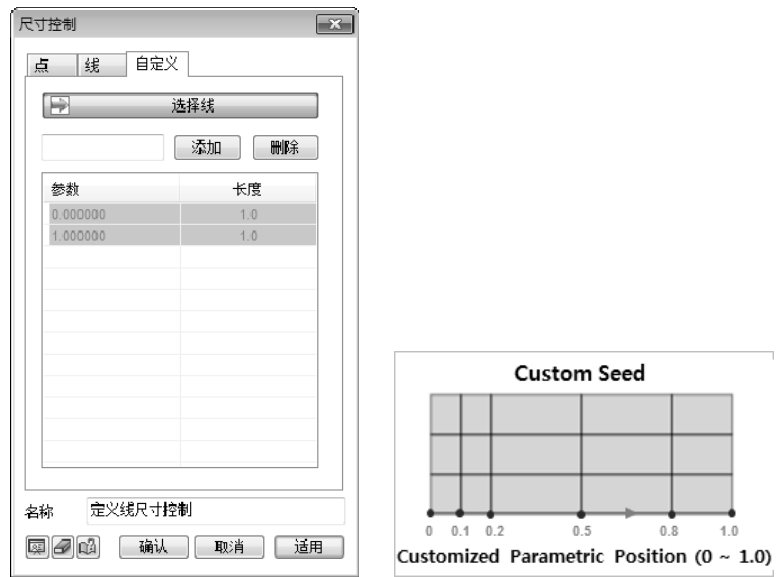 尺寸控制
点 线 自定义
选择线
添加 删除
参数 长度
0.000000 1.0
1.000000 1.0
名称 定义线尺寸控制
确认 取消 适用
Custom Seed
0 0.1 0.2 0.5 0.8 1.0
Customized Parametric Position (0 ~ 1.0)